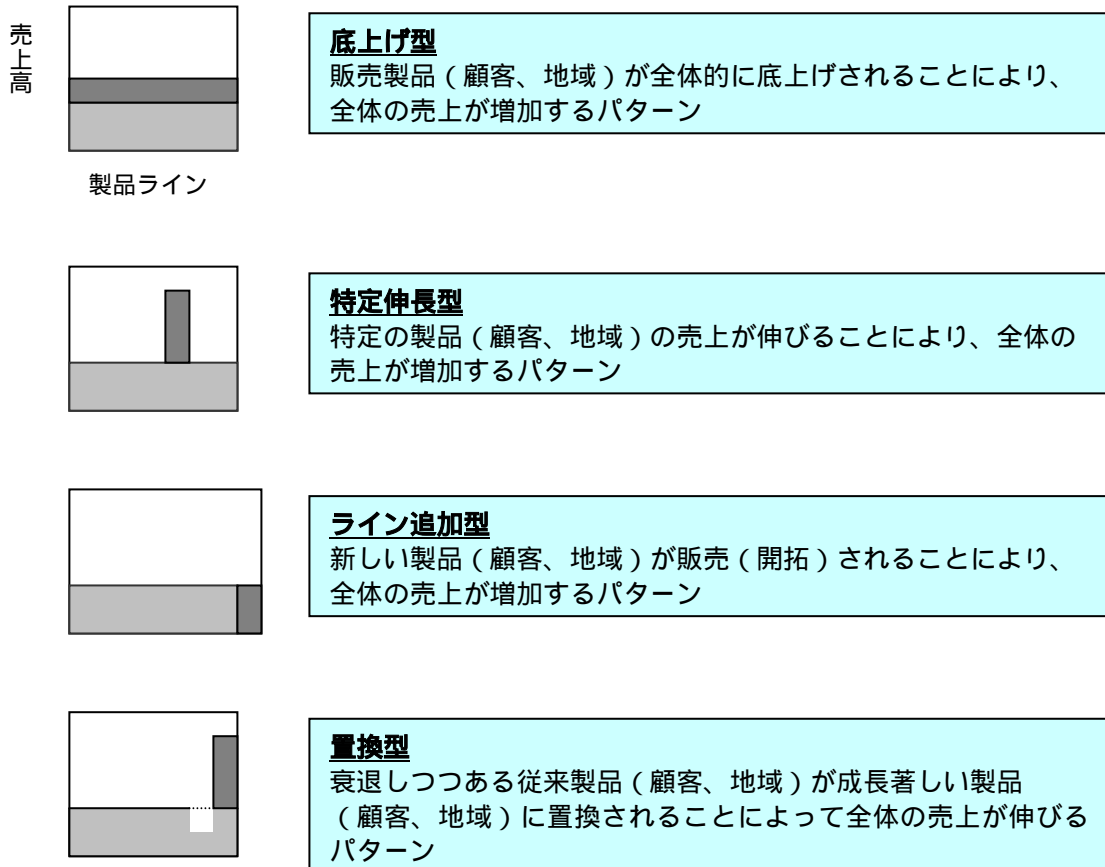 売上高
底上げ型
販売製品（顧客、地域）が全体的に底上げされることにより、
全体の売上が増加するパターン
製品ライン
特定伸長型
特定の製品（顧客、地域）の売上が伸びることにより、全体の
売上が増加するパターン
ライン追加型
新しい製品（顧客、地域）が販売（開拓）されることにより、
全体の売上が増加するパターン
置換型
衰退しつつある従来製品（顧客、地域）が成長著しい製品
（顧客、地域）に置換されることによって全体の売上が伸びる
パターン